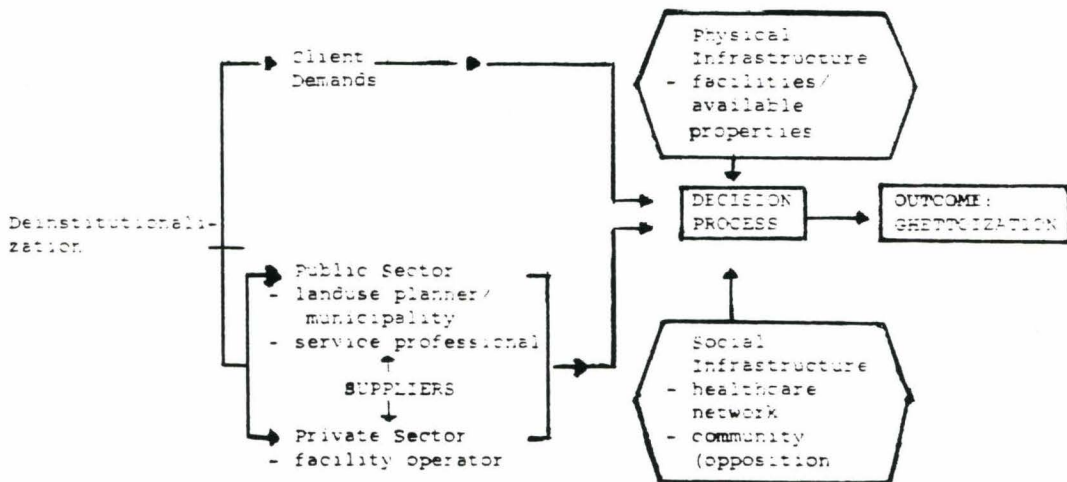 Deinstitutionali-
zation
Client
Demands
Public Sector
- landuse planner/
municipality
- service professional
SUPPLIERS
Private Sector
- facility operator
Physical
Infrastructure
- facilities/
available
properties
DECISION
PROCESS
OUTCOME:
GHETTOIZATION
Social
Infrastructure
- healthcare
network
- community
(opposition